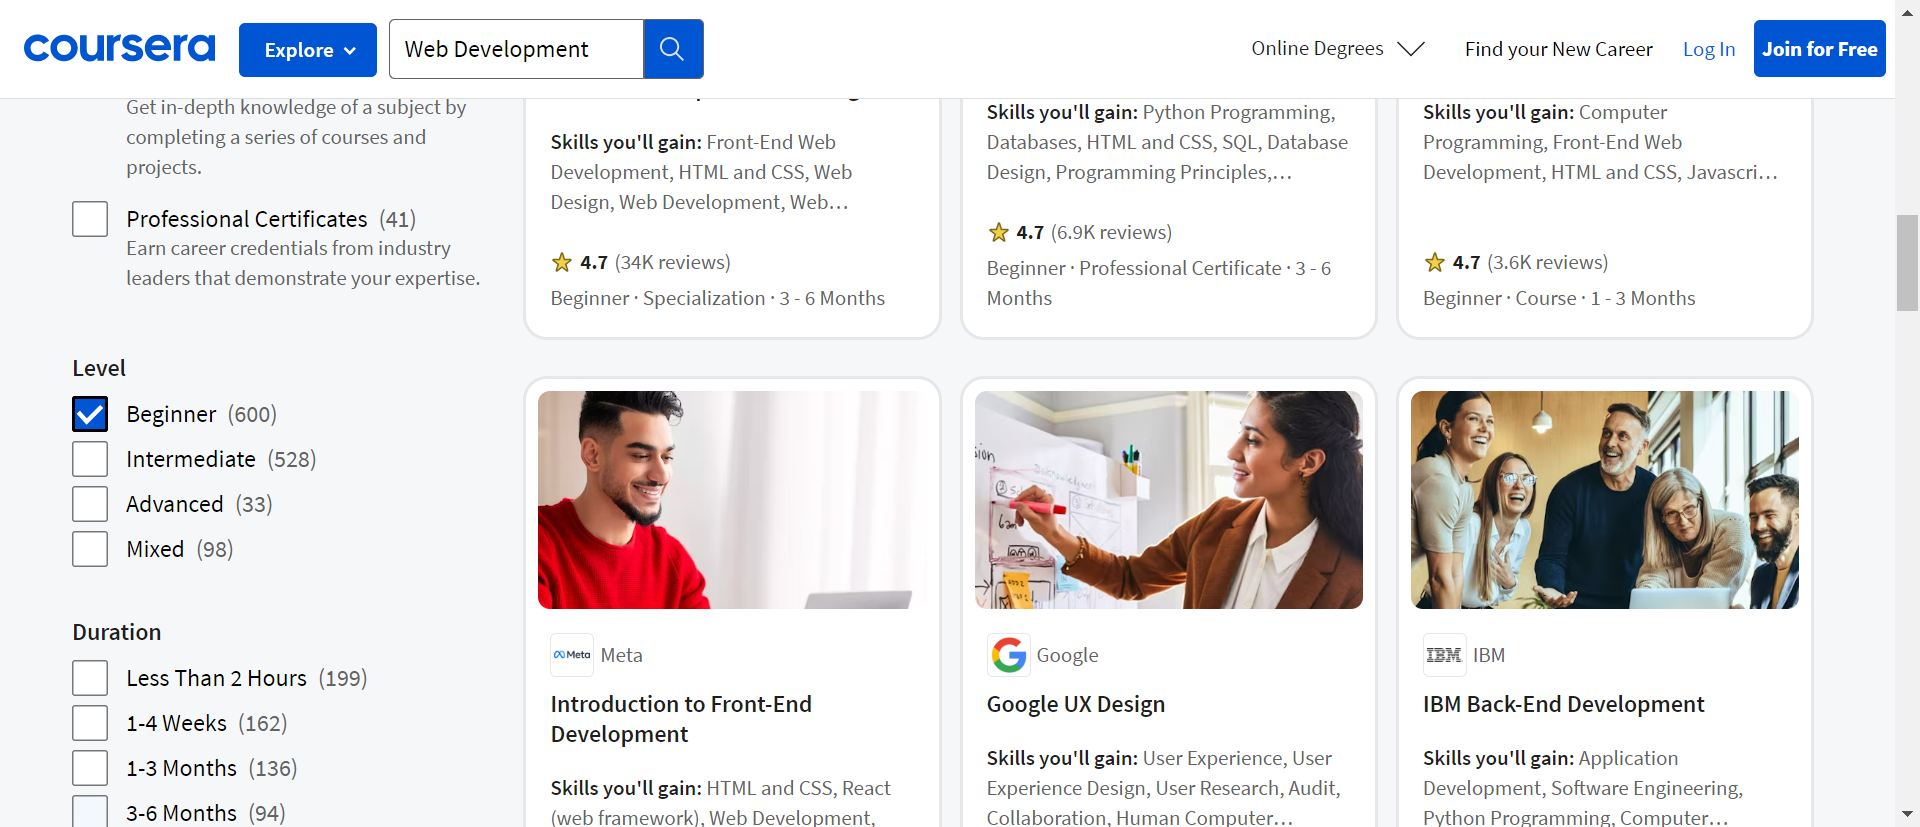 coursera
Explore
Web Development
Online Degrees
Find your New Career
Log In
Join for Free
Get in-depth knowledge of a subject by
completing a series of courses and
projects.
Professional Certificates (41)
Earn career credentials from industry
leaders that demonstrate your expertise.
Level
Beginner (600)
Intermediate (528)
Advanced (33)
Mixed (98)
Duration
Less Than 2 Hours (199)
1-4 Weeks (162)
1-3 Months (136)
3-6 Months (94)
Skills you'll gain: Front-End Web
Development, HTML and CSS, Web
Design, Web Development, Web...
4.7 (34K reviews)
Beginner · Specialization · 3 - 6 Months
Skills you'll gain: Python Programming,
Databases, HTML and CSS, SQL, Database
Design, Programming Principles,...
4.7 (6.9K reviews)
Beginner · Professional Certificate · 3 - 6
Months
Skills you'll gain: Computer
Programming, Front-End Web
Development, HTML and CSS, Javascri...
4.7 (3.6K reviews)
Beginner · Course · 1 - 3 Months
Meta
Meta
Introduction to Front-End
Development
Skills you'll gain: HTML and CSS, React
(web framework), Web Development,
Google
Google UX Design
Skills you'll gain: User Experience, User
Experience Design, User Research, Audit,
Collaboration, Human Computer...
IBM
IBM
IBM Back-End Development
Skills you'll gain: Application
Development, Software Engineering,
Python Programming, Computer...